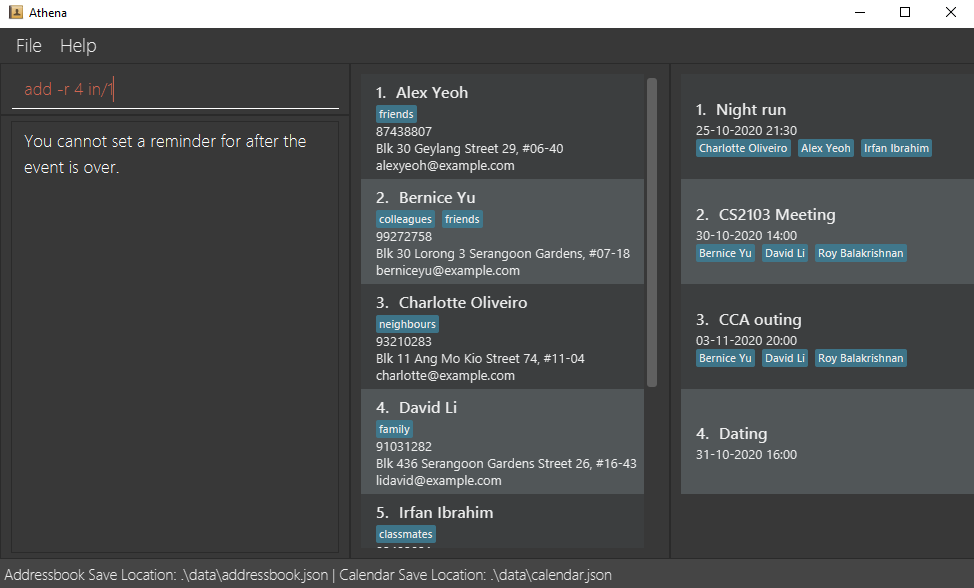 Athena
File Help
add -r 4 in/1
You cannot set a reminder for after the
event is over.
1. Alex Yeoh
friends
87438807
Blk 30 Geylang Street 29, #06-40
alexyeoh@example.com
2. Bernice Yu
colleagues friends
99272758
Blk 30 Lorong 3 Serangoon Gardens, #07-18
berniceyu@example.com
3. Charlotte Oliveiro
neighbours
93210283
Blk 11 Ang Mo Kio Street 74, #11-04
charlotte@example.com
4. David Li
family
91031282
Blk 436 Serangoon Gardens Street 26, #16-43
lidavid@example.com
5. Irfan Ibrahim
classmates
1. Night run
25-10-2020 21:30
Charlotte Oliveiro Alex Yeoh Irfan Ibrahim
2. CS2103 Meeting
30-10-2020 14:00
Bernice Yu David Li Roy Balakrishnan
3. CCA outing
03-11-2020 20:00
Bernice Yu David Li Roy Balakrishnan
4. Dating
31-10-2020 16:00
Addressbook Save Location: .\data\addressbook.json | Calendar Save Location: .\data\calendar.json